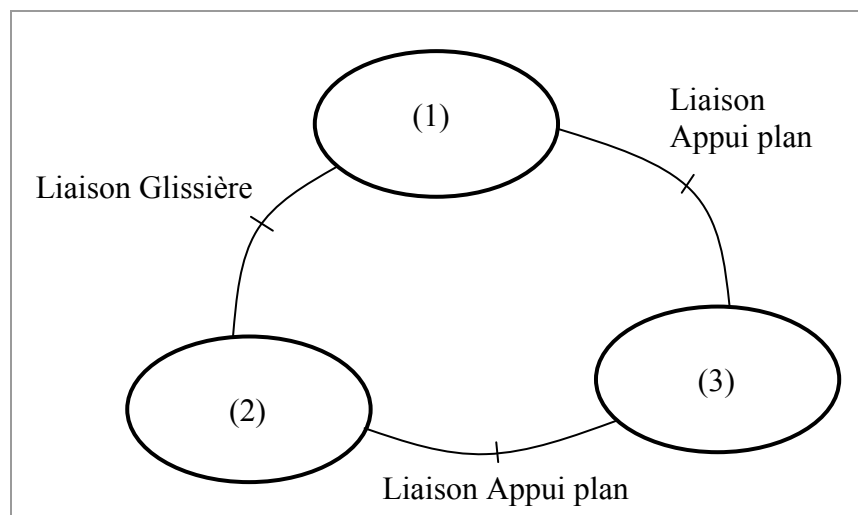 (1)
Liaison
Appui plan
Liaison Glissière
(2)
(3)
Liaison Appui plan